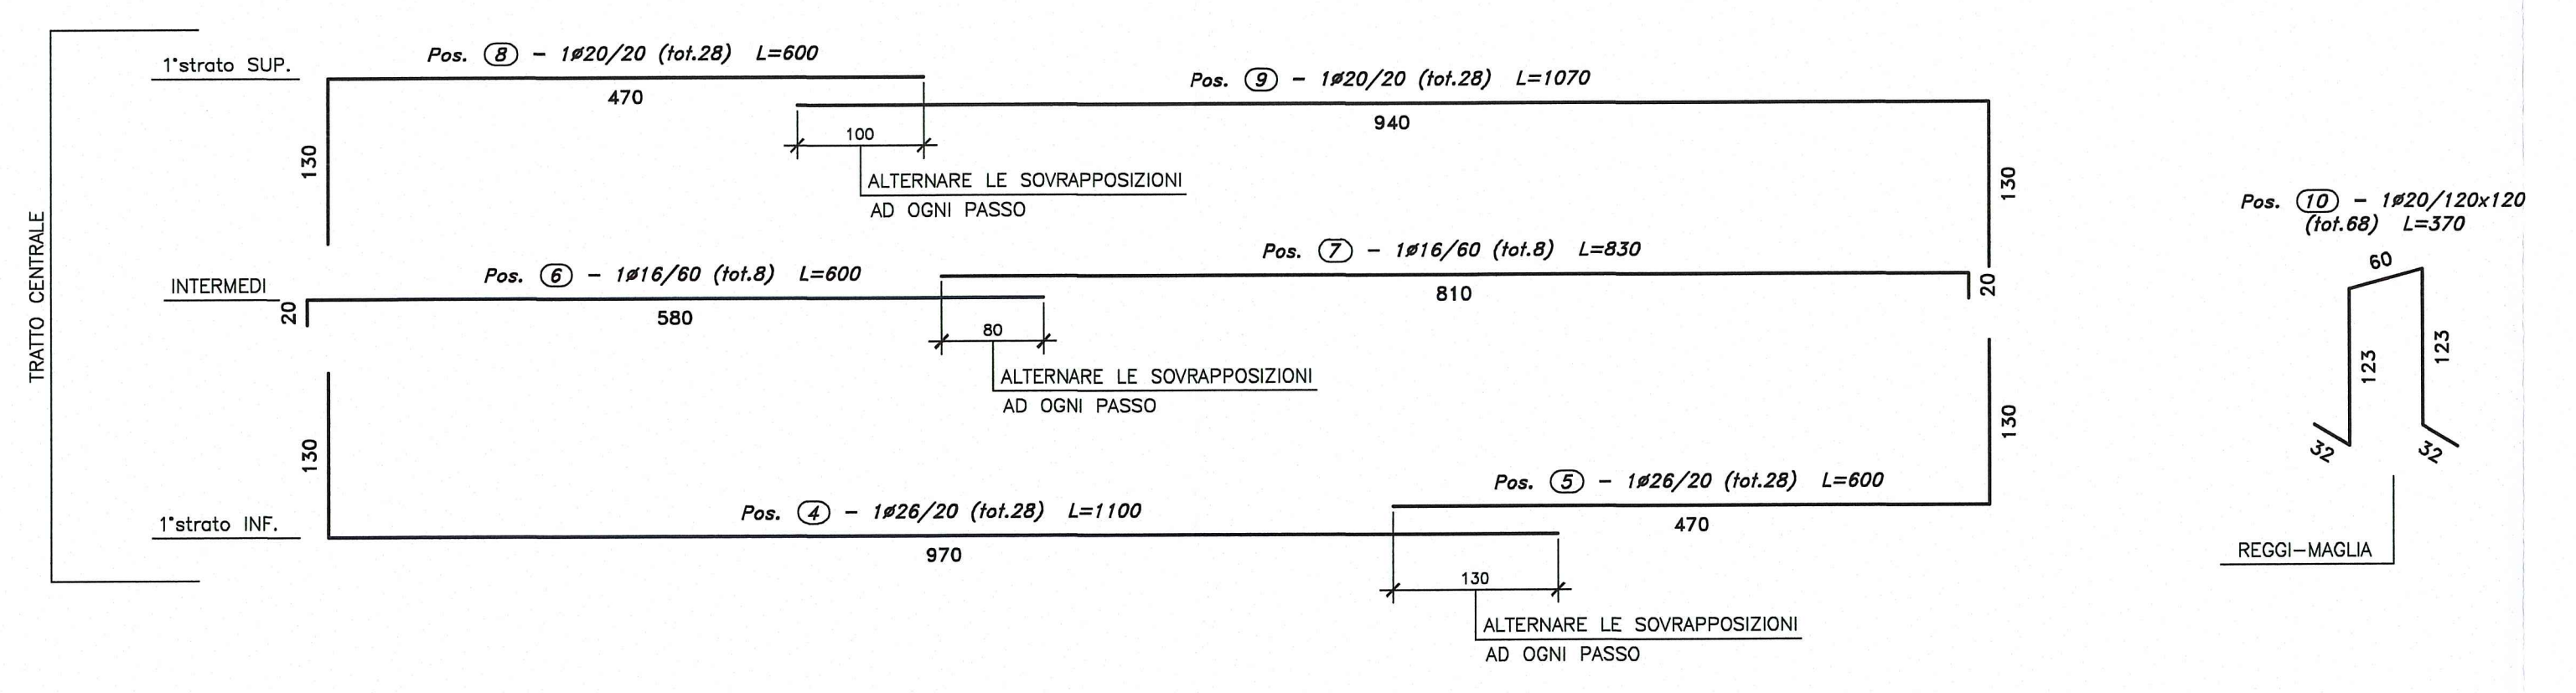 TRATTO CENTRALE
1°strato SUP.
Pos. 8 - 1ø20/20 (tot.28) L=600
470
130
Pos. 9 - 1ø20/20 (tot.28) L=1070
940
130
100
ALTERNARE LE SOVRAPPOSIZIONI
AD OGNI PASSO
INTERMEDI
20
Pos. 6 - 1ø16/60 (tot.8) L=600
580
Pos. 7 - 1ø16/60 (tot.8) L=830
810
20
80
ALTERNARE LE SOVRAPPOSIZIONI
AD OGNI PASSO
1°strato INF.
130
Pos. 4 - 1ø26/20 (tot.28) L=1100
970
Pos. 5 - 1ø26/20 (tot.28) L=600
470
130
130
ALTERNARE LE SOVRAPPOSIZIONI
AD OGNI PASSO
Pos. 10 - 1ø20/120x120
(tot.68) L=370
60
123
123
32
32
REGGI-MAGLIA